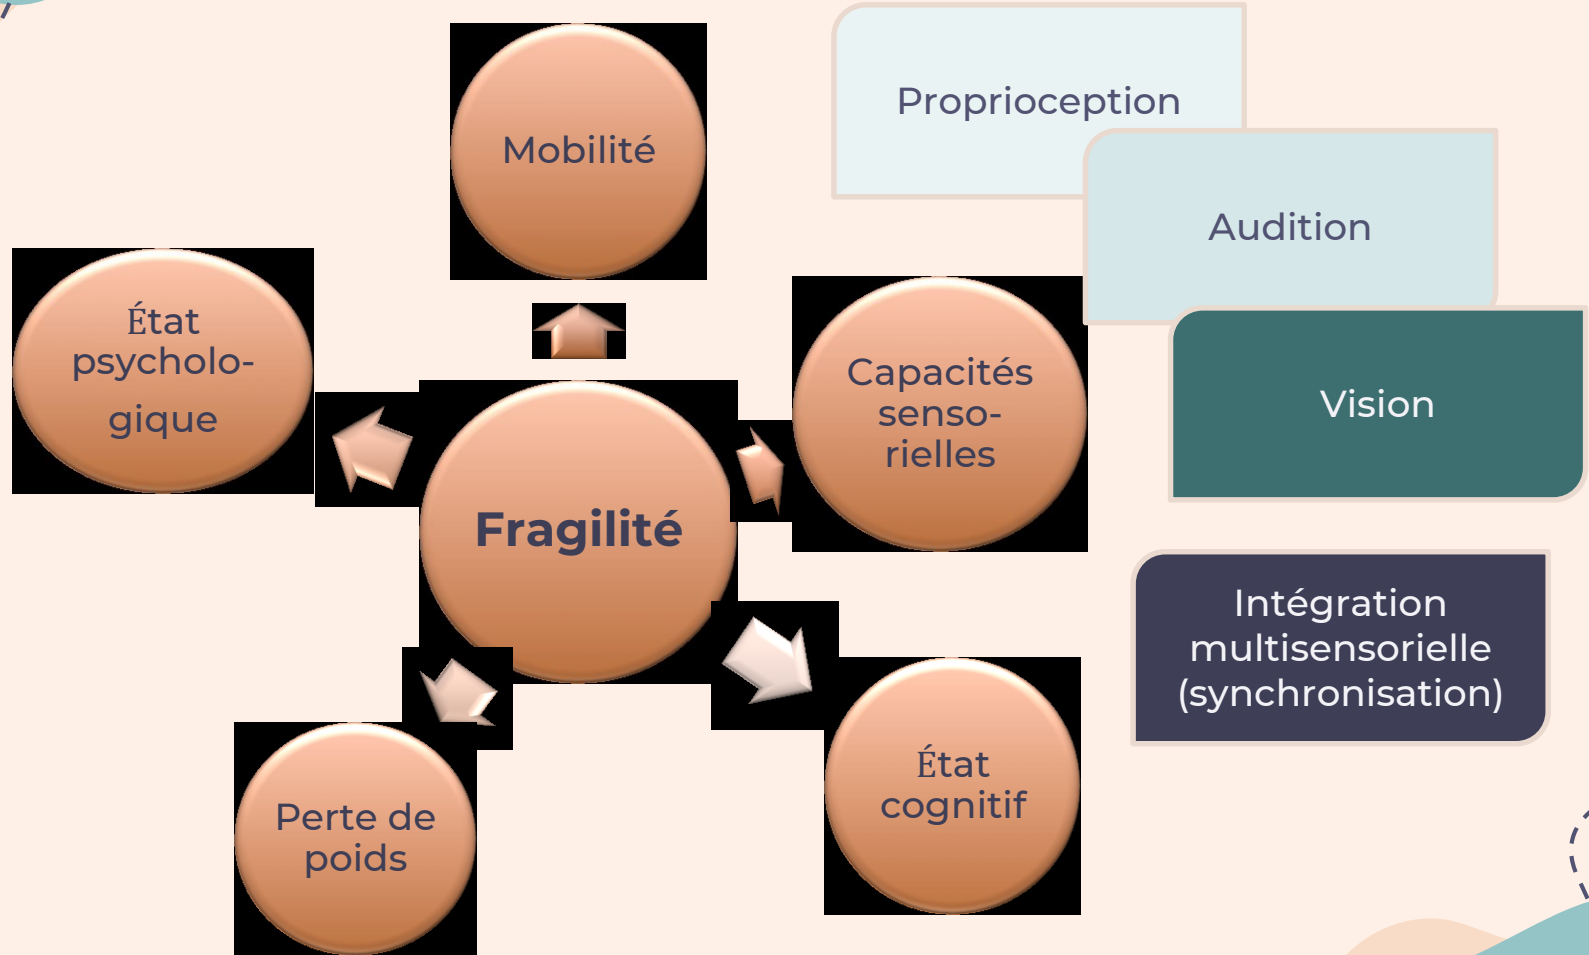 Mobilité
État
psycholo-
gique
Fragilité
Capacités
senso-
rielles
Perte de
poids
État
cognitif
Proprioception
Audition
Vision
Intégration
multisensorielle
(synchronisation)